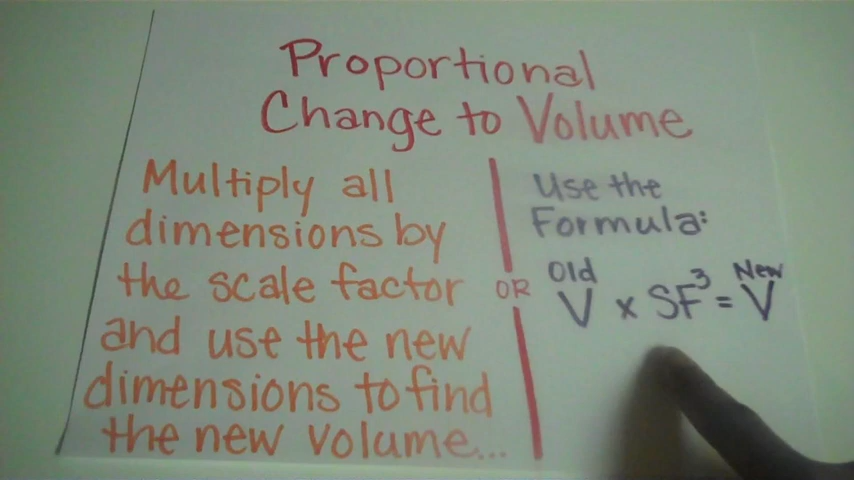 Proportional
Change to Volume
Multiply all
dimensions by
the scale factor
and use the new
dimensions to find
the new volume...
OR
Use the
Formula:
Old New
V x SF³ = V